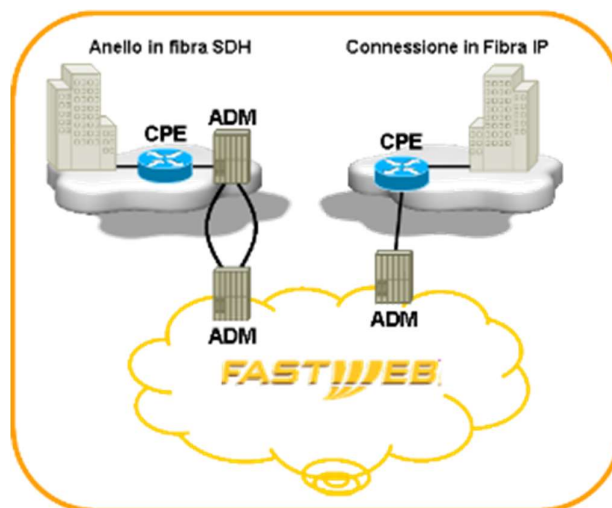 Anello in fibra SDH
Connessione in Fibra IP
CPE
ADM
CPE
ADM
ADM
FASTWEB